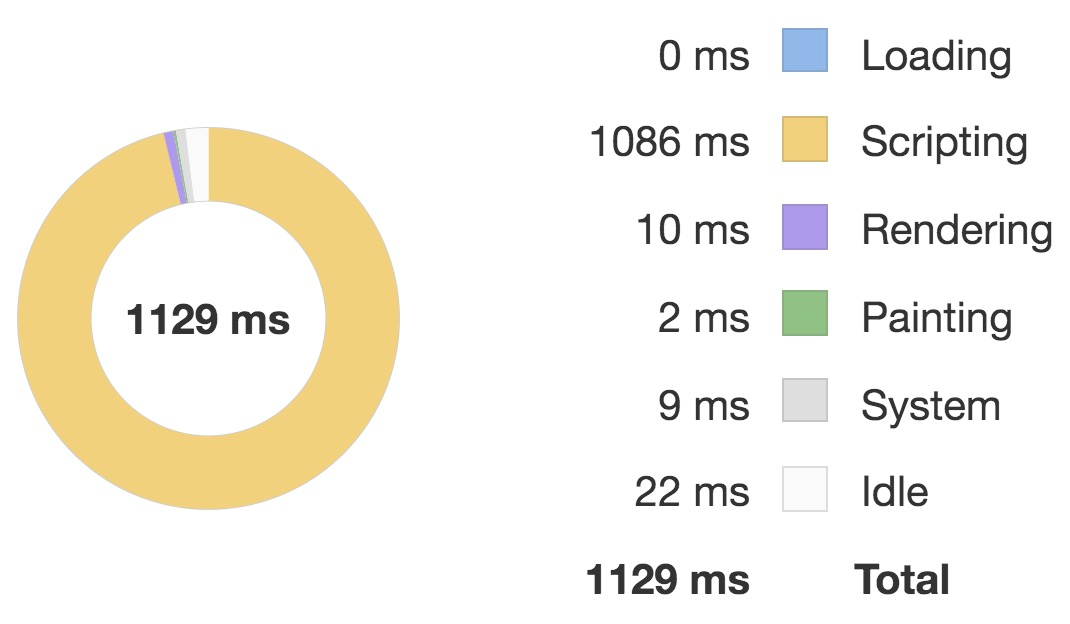 0 ms Loading
1086 ms Scripting
10 ms Rendering
1129 ms
2 ms Painting
9 ms System
22 ms Idle
1129 ms Total